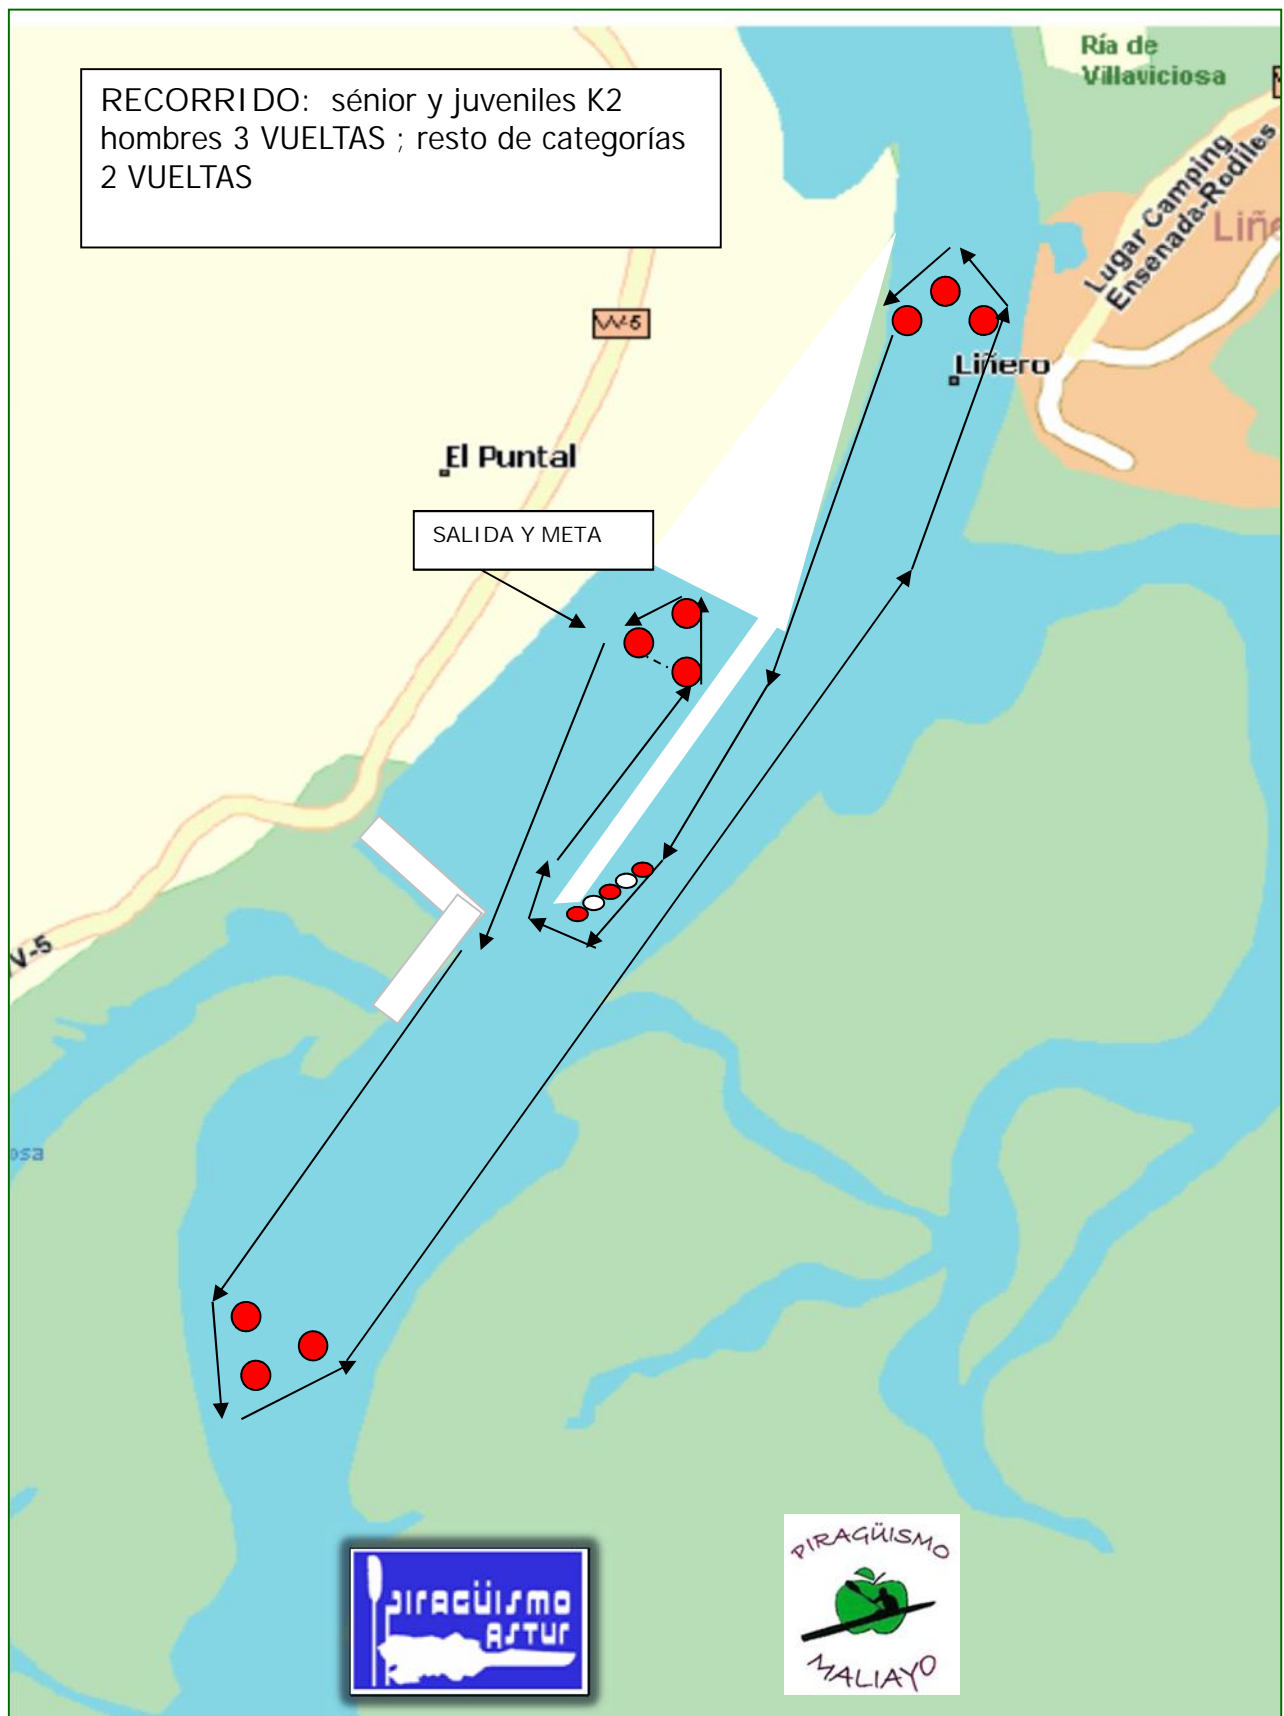 RECORRIDO: sénior y juveniles K2
hombres 3 VUELTAS ; resto de categorías
2 VUELTAS
Ría de
Villaviciosa
Lugar Camping
Ensenada-Rodiles
Liñero
El Puntal
SALIDA Y META
V-5
osa
PIRAGÜISMO
ASTUR
PIRAGÜISMO
MALIAYO